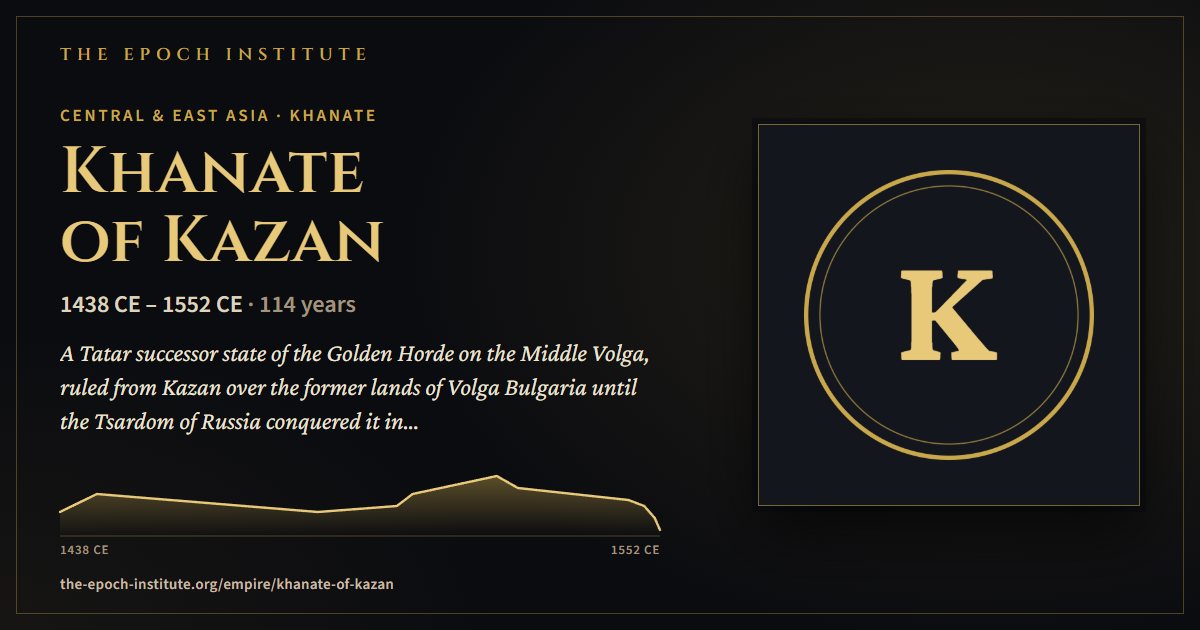 THE EPOCH INSTITUTE
CENTRAL & EAST ASIA · KHANATE
Khanate
of Kazan
1438 CE – 1552 CE · 114 years
A Tatar successor state of the Golden Horde on the Middle Volga,
ruled from Kazan over the former lands of Volga Bulgaria until
the Tsardom of Russia conquered it in...
1438 CE
1552 CE
the-epoch-institute.org/empire/khanate-of-kazan
K